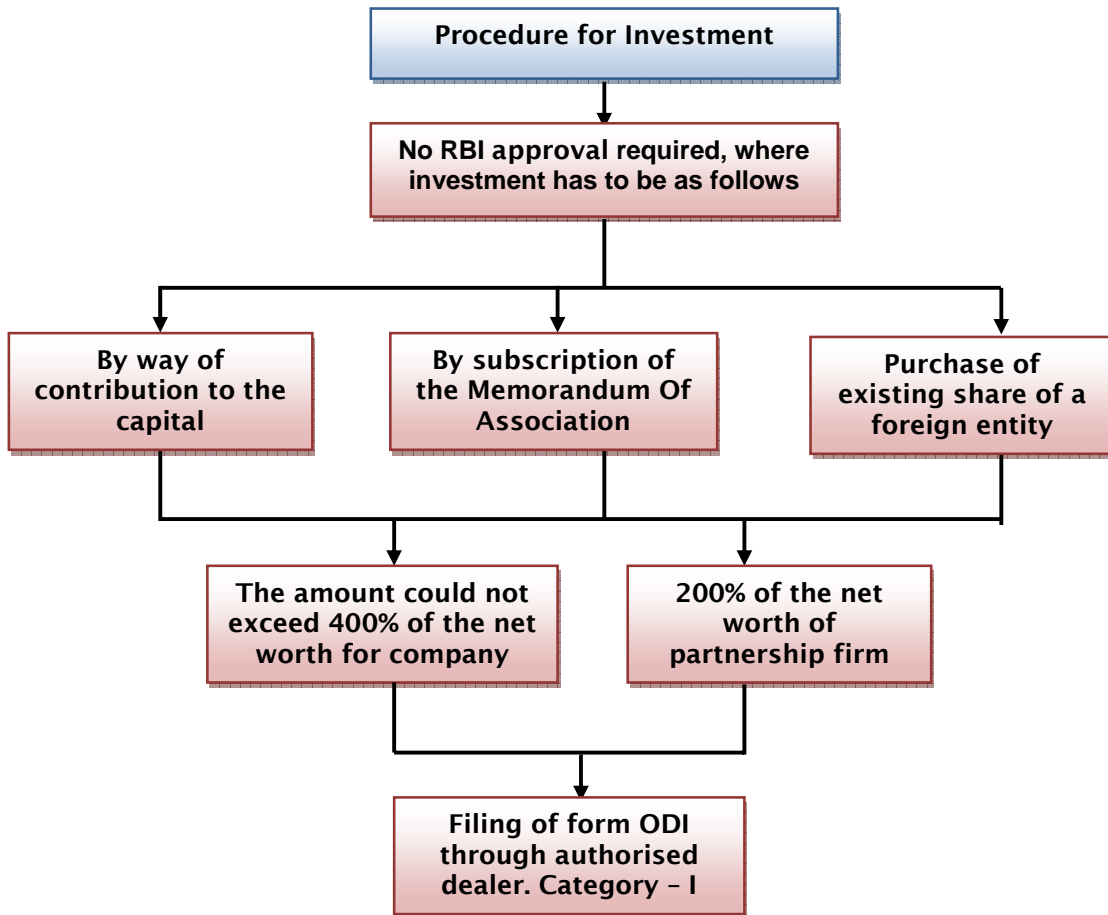 Procedure for Investment
No RBI approval required, where
investment has to be as follows
By way of
contribution to the
capital
By subscription of
the Memorandum Of
Association
Purchase of
existing share of a
foreign entity
The amount could not
exceed 400% of the net
worth for company
200% of the net
worth of
partnership firm
Filing of form ODI
through authorised
dealer. Category – I